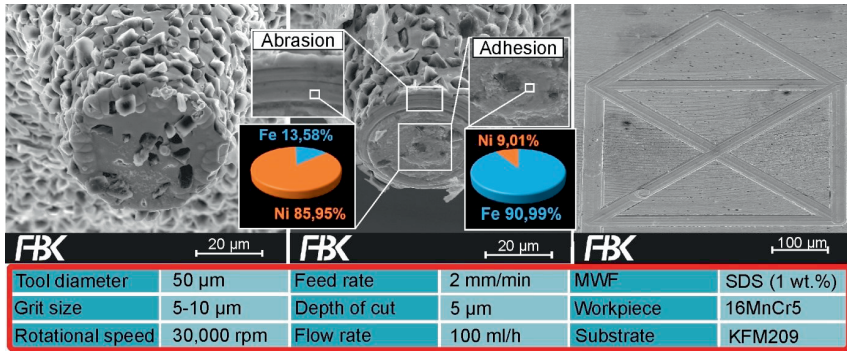 Abrasion
Adhesion
Fe 13,58%
Ni 85,95%
Ni 9,01%
Fe 90,99%
FBK
20 µm
FBK
20 µm
FBK
100 µm
Tool diameter 50 µm Feed rate 2 mm/min MWF SDS (1 wt.%)
Grit size 5-10 µm Depth of cut 5 µm Workpiece 16MnCr5
Rotational speed 30,000 rpm Flow rate 100 ml/h Substrate KFM209